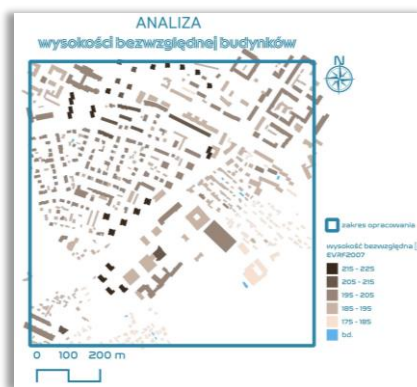 ANALIZA
wysokości bezwzględnej budynków
N
zakres opracowania
wysokość bezwzględna [
EVRF2007
215 - 225
205 - 215
195 - 205
185 - 195
175 - 185
bd.
0 100 200 m